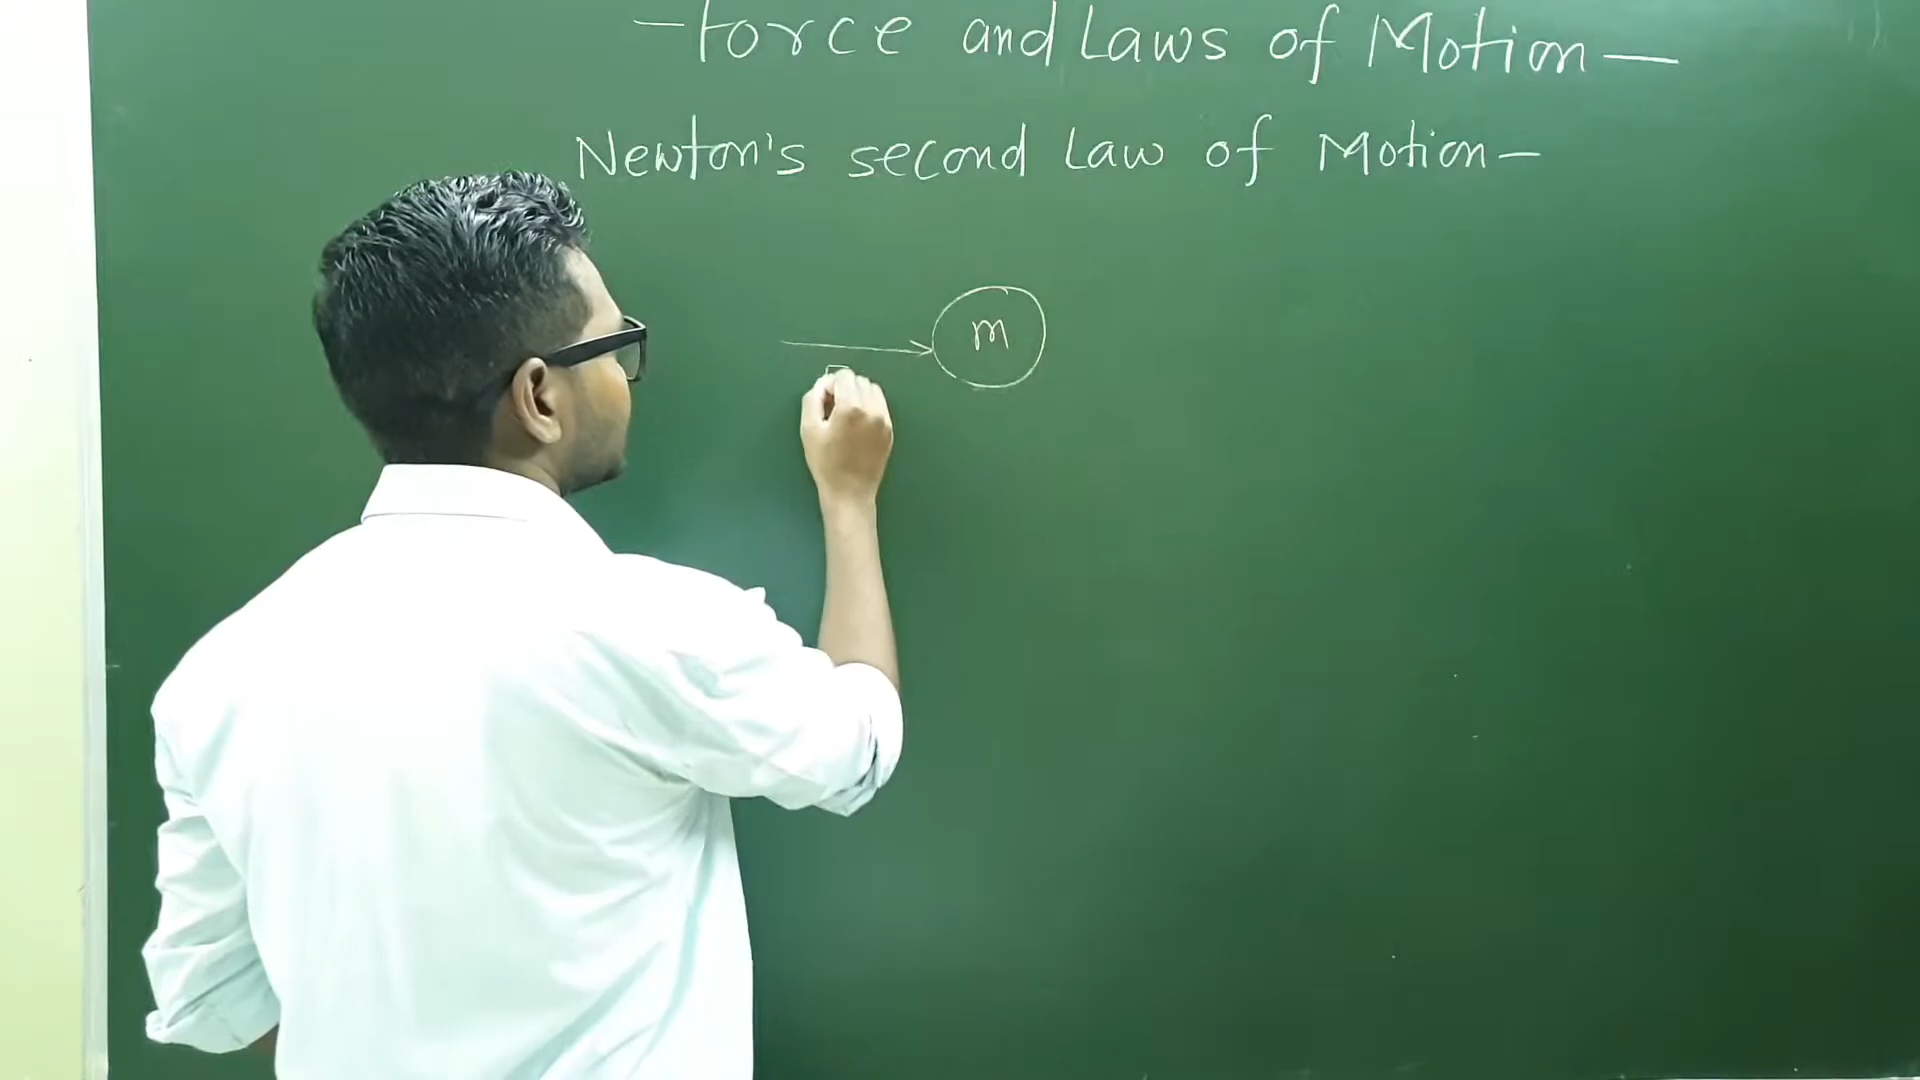 — Force and Laws of Motion —
Newton's second Law of Motion -
m